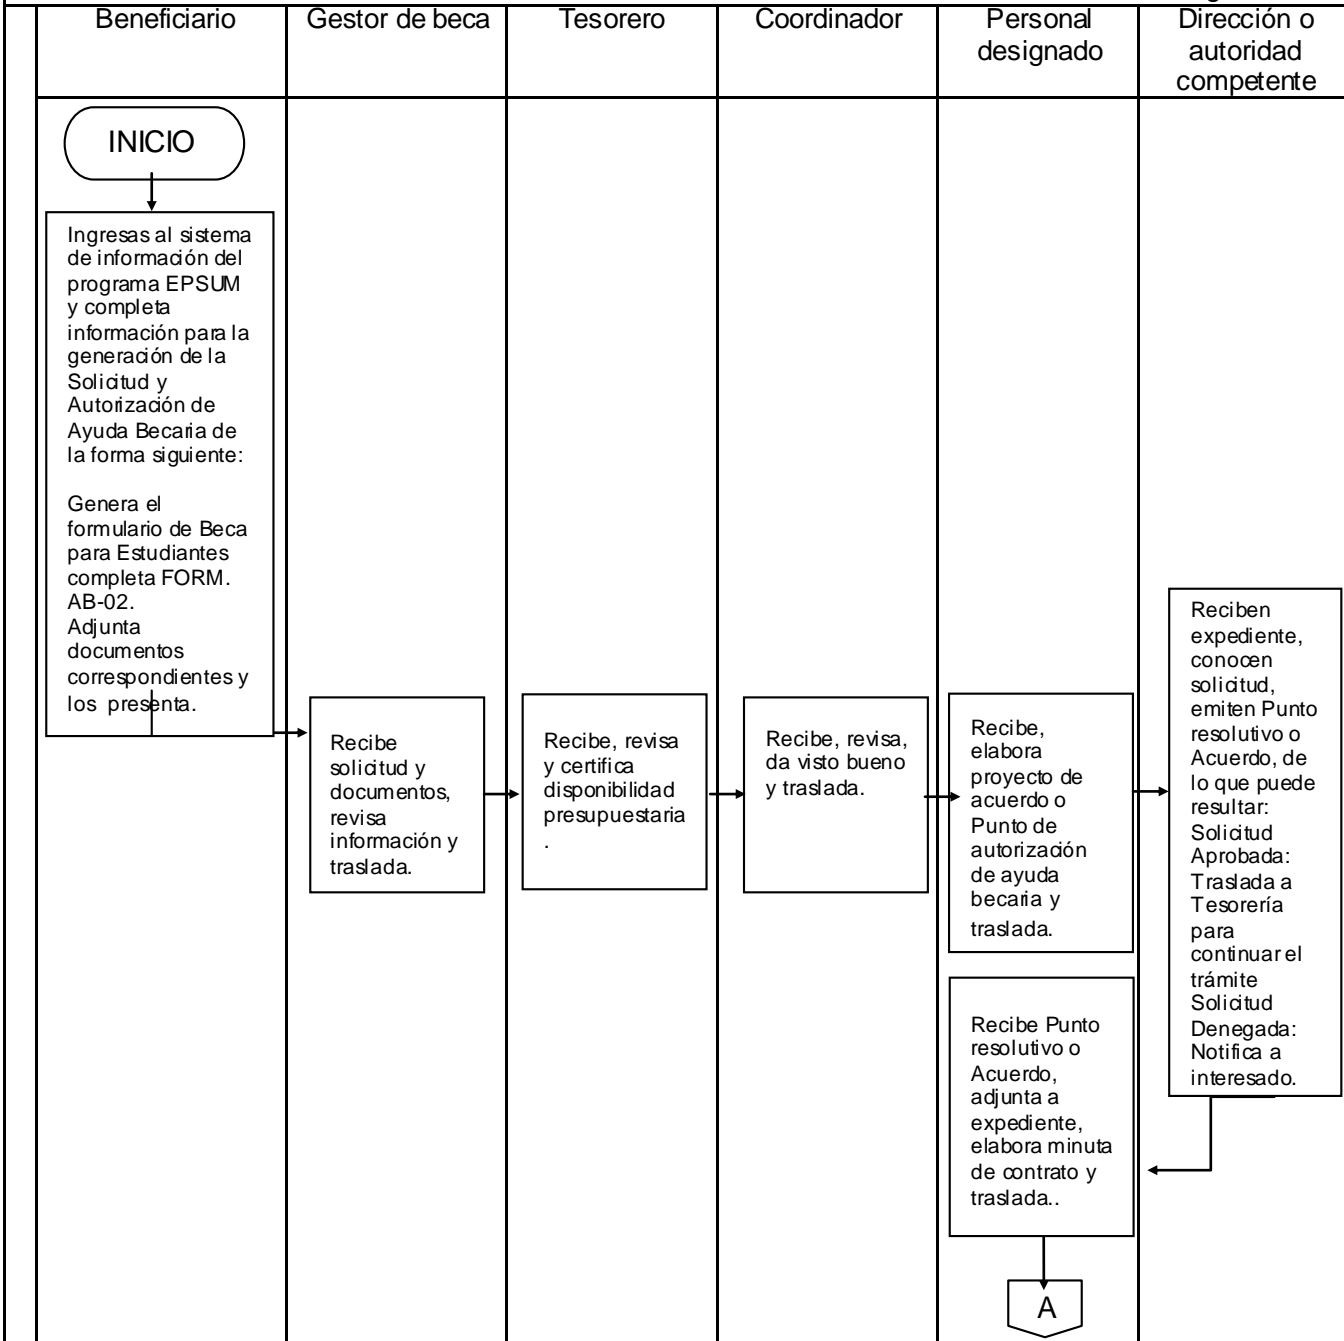 Beneficiario
Gestor de beca
Tesorero
Coordinador
Personal
designado
Dirección o
autoridad
competente
INICIO
Ingresas al sistema
de información del
programa EPSUM
y completa
información para la
generación de la
Solicitud y
Autorización de
Ayuda Becaria de
la forma siguiente:
Genera el
formulario de Beca
para Estudiantes
completa FORM.
AB-02.
Adjunta
documentos
correspondientes y
los presenta.
Recibe
solicitud y
documentos,
revisa
información y
traslada.
Recibe, revisa
y certifica
disponibilidad
presupuestaria
.
Recibe, revisa,
da visto bueno
y traslada.
Recibe,
elabora
proyecto de
acuerdo o
Punto de
autorización
de ayuda
becaria y
traslada.
Reciben
expediente,
conocen
solicitud,
emiten Punto
resolutivo o
Acuerdo, de
lo que puede
resultar:
Solicitud
Aprobada:
Traslada a
Tesorería
para
continuar el
trámite
Solicitud
Denegada:
Notifica a
interesado.
Recibe Punto
resolutivo o
Acuerdo,
adjunta a
expediente,
elabora minuta
de contrato y
traslada..
A